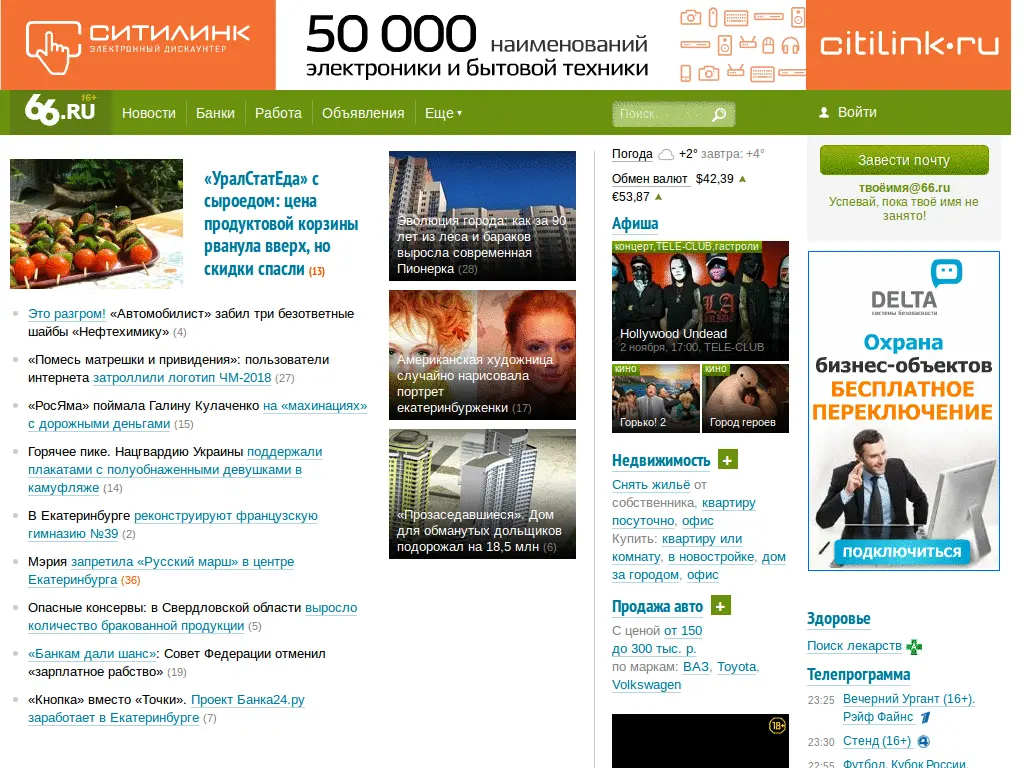 СИТИЛИНК
ЭЛЕКТРОННЫЙ ДИСКАУНТЕР
50 000 наименований
электроники и бытовой техники
citilink.ru
66.RU 16+
Новости
Банки
Работа
Объявления
Еще
Поиск
Войти
«УралСтатЕда» с
сыроедом: цена
продуктовой корзины
рванула вверх, но
скидки спасли (13)
Это разгром! «Автомобилист» забил три безответные
шайбы «Нефтехимику» (4)
«Помесь матрешки и привидения»: пользователи
интернета затроллили логотип ЧМ-2018 (27)
«РосЯма» поймала Галину Кулаченко на «махинациях»
с дорожными деньгами (15)
Горячее пике. Нацгвардию Украины поддержали
плакатами с полуобнаженными девушками в
камуфляже (14)
В Екатеринбурге реконструируют французскую
гимназию №39 (2)
Мэрия запретила «Русский марш» в центре
Екатеринбурга (36)
Опасные консервы: в Свердловской области выросло
количество бракованной продукции (5)
«Банкам дали шанс»: Совет Федерации отменил
«зарплатное рабство» (19)
«Кнопка» вместо «Точки». Проект Банка24.ру
заработает в Екатеринбурге (7)
Эволюция города: как за 90
лет из леса и бараков
выросла современная
Пионерка (28)
Американская художница
случайно нарисовала
портрет
екатеринбурженки (17)
«Прозаседавшиеся». Дом
для обманутых дольщиков
подорожал на 18,5 млн (6)
Погода +2° завтра: +4°
Обмен валют $42,39
€53,87
Афиша
концерт,TELE-CLUB,гастроли
Hollywood Undead
2 ноября, 17:00, TELE-CLUB
КИНО
Горько! 2
КИНО
Город героев
Недвижимость +
Снять жильё от
собственника, квартиру
посуточно, офис
Купить: квартиру или
комнату, в новостройке, дом
за городом, офис
Продажа авто +
С ценой от 150
до 300 тыс. р.
по маркам: ВАЗ, Toyota,
Volkswagen
18+
Завести почту
твоёимя@66.ru
Успевай, пока твоё имя не
занято!
DELTA
системы безопасности
Охрана
бизнес-объектов
БЕСПЛАТНОЕ
ПЕРЕКЛЮЧЕНИЕ
ПОДКЛЮЧИТЬСЯ
Здоровье
Поиск лекарств
Телепрограмма
23:25 Вечерний Ургант (16+).
Рэйф Файнс
23:30 Стенд (16+)
22:55 Футбол. Кубок России.